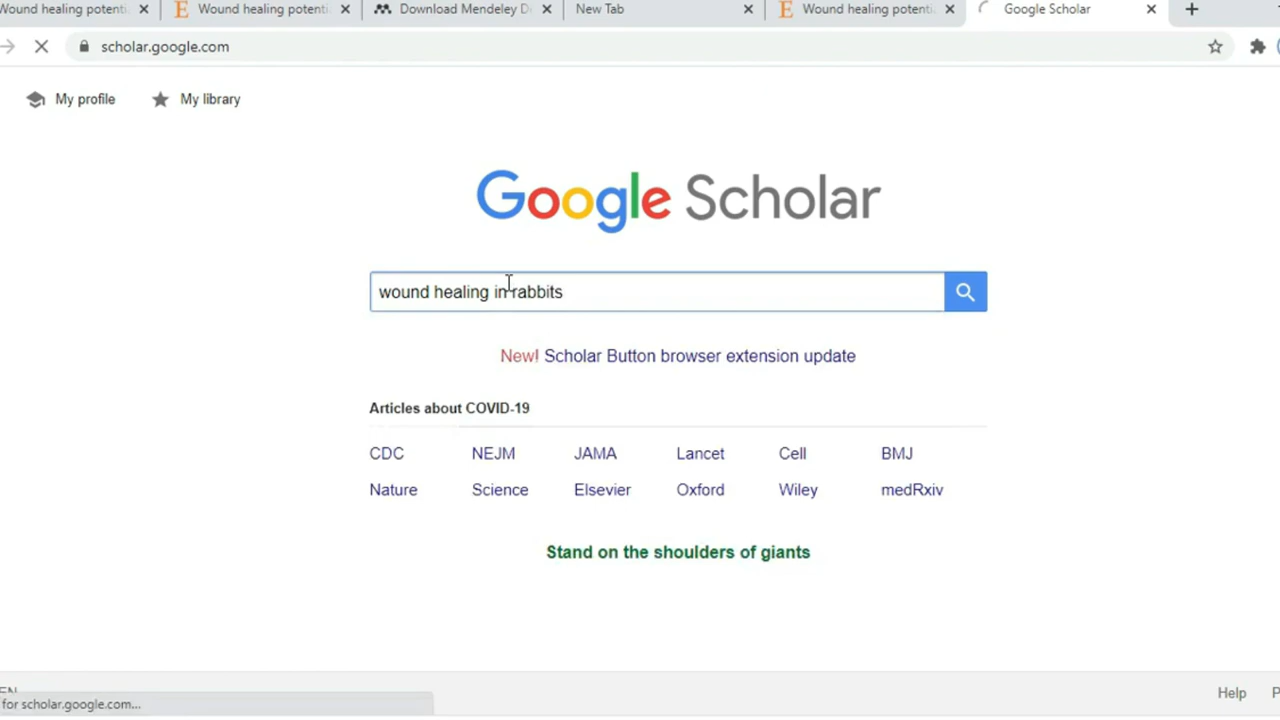 Wound healing potenti
Wound healing potenti
Download Mendeley D
New Tab
Wound healing potenti
Google Scholar
scholar.google.com
My profile
My library
Google Scholar
wound healing in rabbits
New! Scholar Button browser extension update
Articles about COVID-19
CDC NEJM JAMA Lancet Cell BMJ
Nature Science Elsevier Oxford Wiley medRxiv
Stand on the shoulders of giants
EN
Help P
for scholar.google.com...